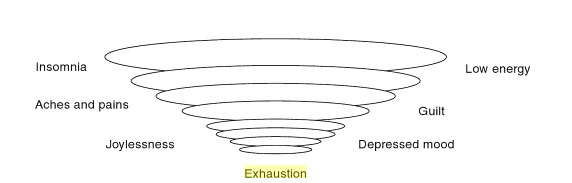 Insomnia
Low energy
Aches and pains
Guilt
Joylessness
Depressed mood
Exhaustion